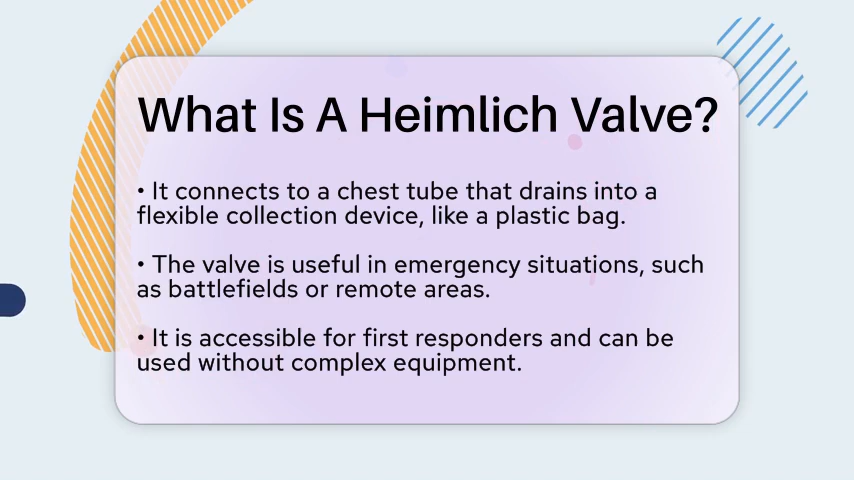 What Is A Heimlich Valve?
• It connects to a chest tube that drains into a
flexible collection device, like a plastic bag.
• The valve is useful in emergency situations, such
as battlefields or remote areas.
• It is accessible for first responders and can be
used without complex equipment.